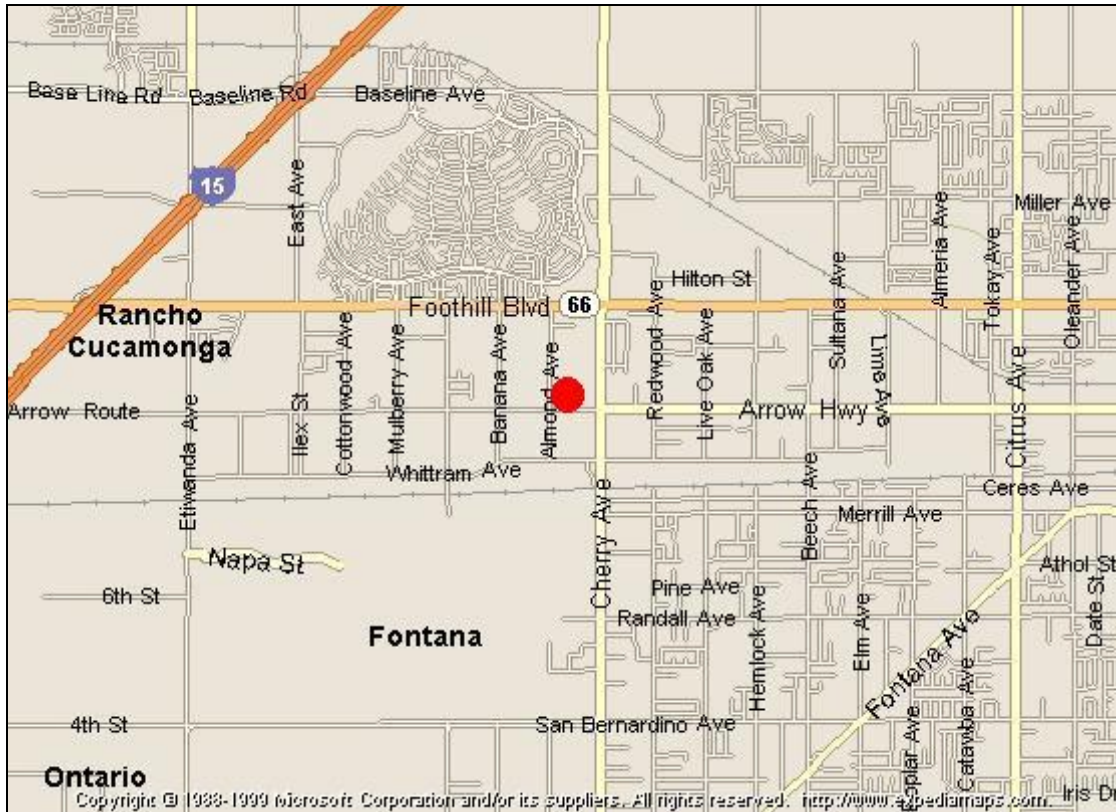 Base Line Rd
Baseline Rd
Baseline Ave
15
East Ave
Miller Ave
Almeria Ave
Tokay Ave
Oleander Ave
Hilton St
Sultana Ave
Foothill Blvd
66
Rancho
Cucamonga
Cottonwood Ave
Mulberry Ave
Banana Ave
Almond Ave
Redwood Ave
Live Oak Ave
Lime Ave
Citrus Ave
Arrow Route
Ilex St
Arrow Hwy
Etiwanda Ave
Whittram Ave
Cherry Ave
Beech Ave
Ceres Ave
Merrill Ave
Napa St
Athol St
6th St
Pine Ave
Randall Ave
Hemlock Ave
Elm Ave
Date St
Fontana
Fontana Ave
4th St
San Bernardino Ave
Catawba Ave
Ontario
Iris D
Copyright © 1988-1999 Microsoft Corporation and/or its suppliers. All rights reserved. http://www.expediamaps.com